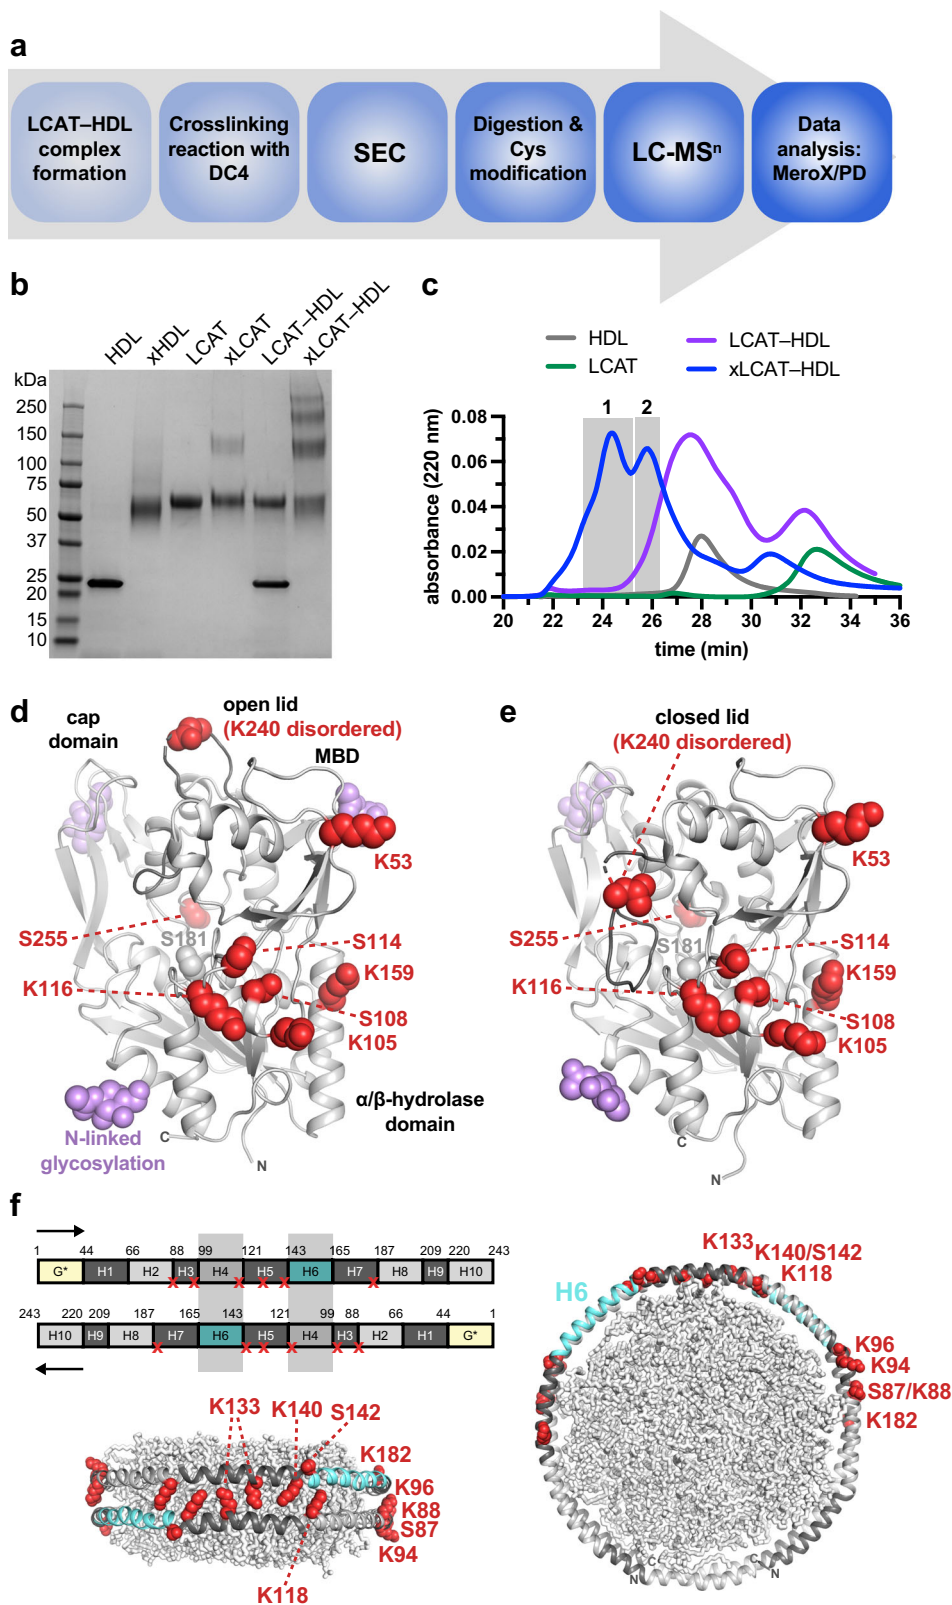 a
LCAT–HDL
complex
formation
Crosslinking
reaction with
DC4
SEC
Digestion &
Cys
modification
LC-MSⁿ
Data
analysis:
MeroX/PD
b
HDL
xHDL
LCAT
xLCAT
LCAT–HDL
xLCAT–HDL
kDa
250
150
100
75
50
37
25
20
15
10
c
HDL
LCAT
LCAT–HDL
xLCAT–HDL
1
2
absorbance (220 nm)
0.08
0.06
0.04
0.02
0.00
20
22
24
26
28
30
32
34
36
time (min)
d
cap
domain
open lid
(K240 disordered)
MBD
K53
S255
S181
S114
K159
K116
S108
K105
α/β-hydrolase
domain
N-linked
glycosylation
C
N
e
closed lid
(K240 disordered)
K53
S255
S181
S114
K159
K116
S108
K105
C
N
f
1 44 66 88 99 121 143 165 187 209 220 243
G* H1 H2 H3 H4 H5 H6 H7 H8 H9 H10
x x x x x x
243 220 209 187 165 143 121 99 88 66 44 1
H10 H9 H8 H7 H6 H5 H4 H3 H2 H1 G*
x x x x x x
K133
K140
S142
K182
K96
K88
S87
K94
K118
K133
K140/S142
K118
H6
K96
K94
S87/K88
K182
N
C
C
N